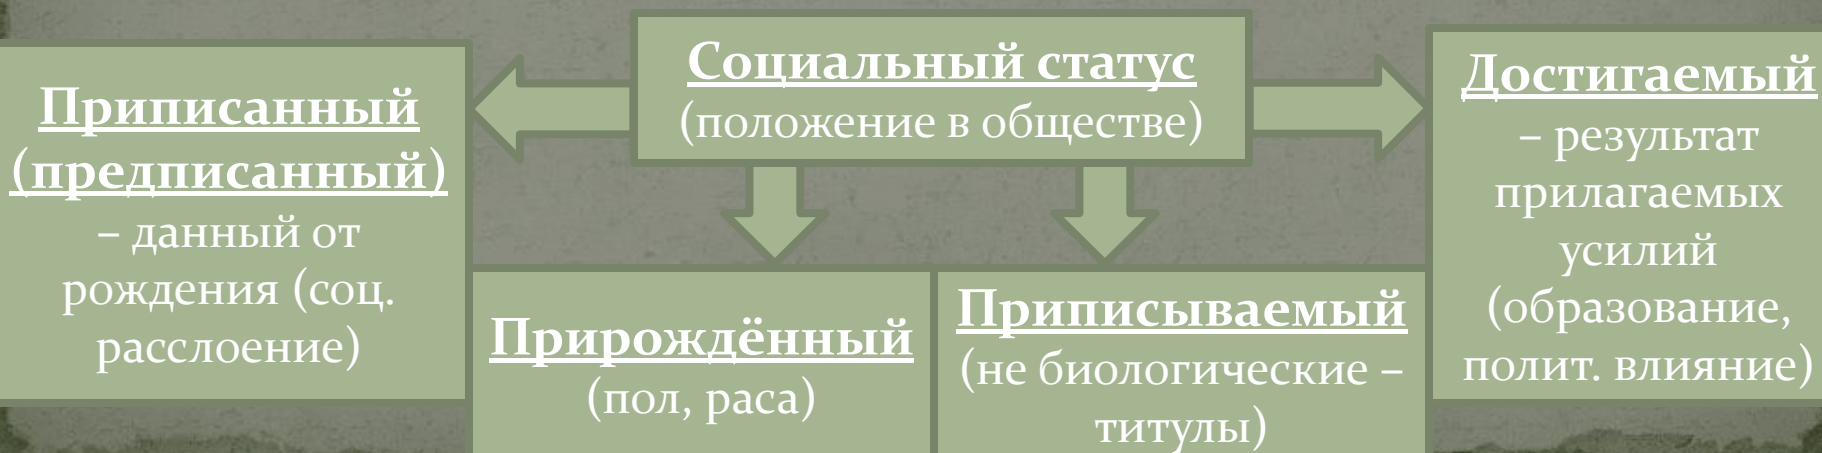 Социальный статус
(положение в обществе)
Приписанный
(предписанный)
– данный от
рождения (соц.
расслоение)
Прирождённый
(пол, раса)
Приписываемый
(не биологические –
титулы)
Достигаемый
– результат
прилагаемых
усилий
(образование,
полит. влияние)